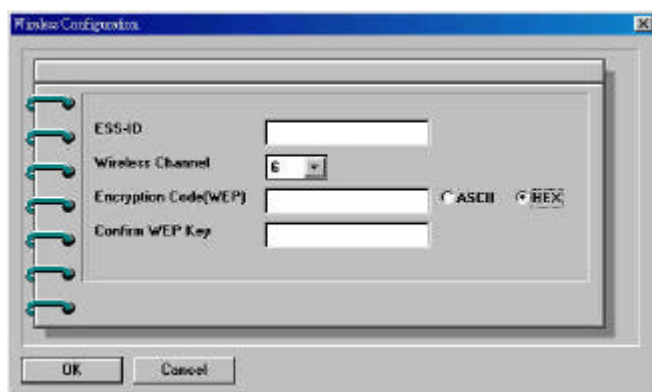 Wireless Configuration
ESS-ID
Wireless Channel 6
Encryption Code(WEP) ASCII HEX
Confirm WEP Key
OK Cancel